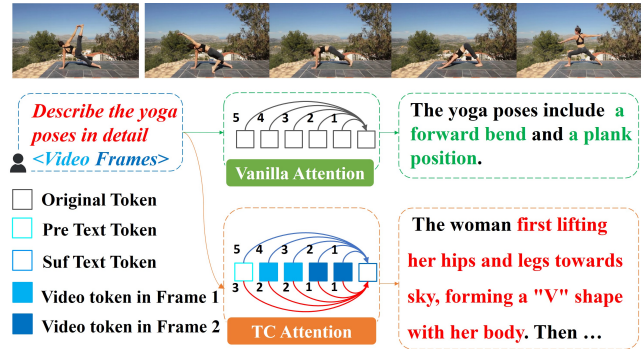 Describe the yoga
poses in detail
<Video Frames>
5 4 3 2 1
Vanilla Attention
The yoga poses include a
forward bend and a plank
position.
Original Token
Pre Text Token
Suf Text Token
Video token in Frame 1
Video token in Frame 2
5 4 3 2 1
3 2 2 1 1
TC Attention
The woman first lifting
her hips and legs towards
sky, forming a "V" shape
with her body. Then ...